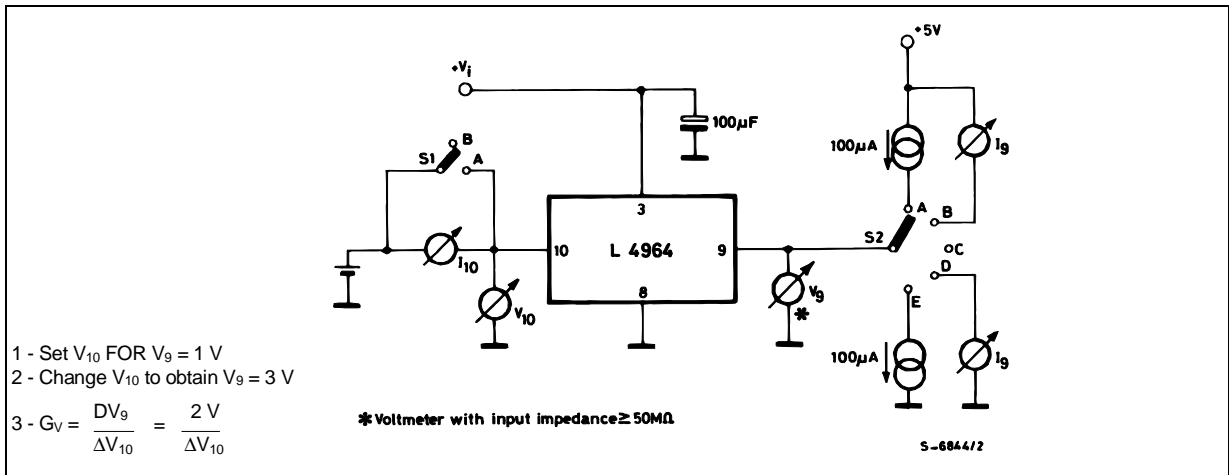 +5V
+Vi
100µF
100µA
I9
B
S1
A
A
B
3
S2
C
10
L 4964
9
D
I10
V10
8
V9
*
E
100µA
I9
1 - Set V10 FOR V9 = 1 V
2 - Change V10 to obtain V9 = 3 V
3 - GV = DV9 / ΔV10 = 2 V / ΔV10
* Voltmeter with input impedance ≥ 50MΩ
S-6844/2